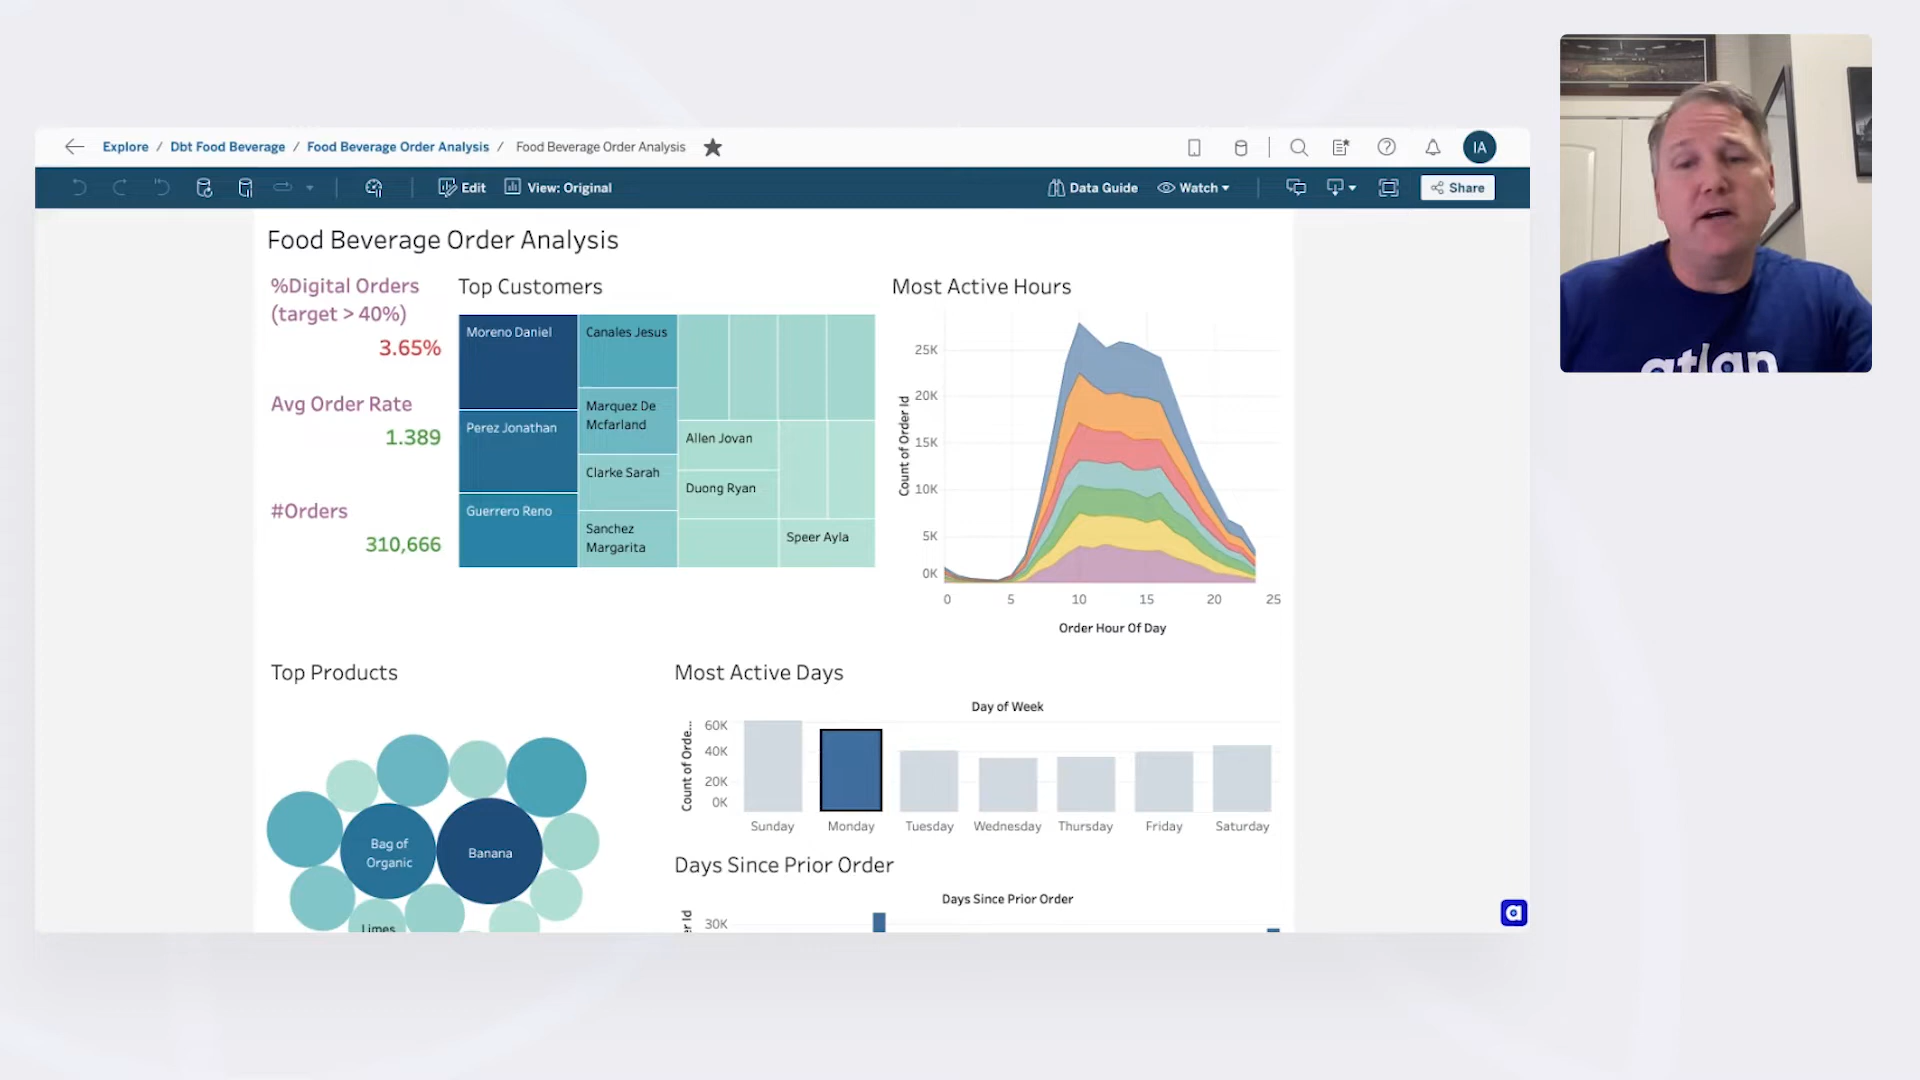 Explore / Dbt Food Beverage / Food Beverage Order Analysis / Food Beverage Order Analysis
IA
Edit
View: Original
Data Guide
Watch
Share
Food Beverage Order Analysis
%Digital Orders
(target > 40%)
3.65%
Avg Order Rate
1.389
#Orders
310,666
Top Customers
Moreno Daniel
Perez Jonathan
Guerrero Reno
Canales Jesus
Marquez De
Mcfarland
Clarke Sarah
Sanchez
Margarita
Allen Jovan
Duong Ryan
Speer Ayla
Most Active Hours
Count of Order Id
25K
20K
15K
10K
5K
0K
0 5 10 15 20 25
Order Hour Of Day
Top Products
Bag of
Organic
Banana
Limes
Most Active Days
Day of Week
Count of Orde...
60K
40K
20K
0K
Sunday Monday Tuesday Wednesday Thursday Friday Saturday
Days Since Prior Order
Days Since Prior Order
er Id
30K
a
atlan